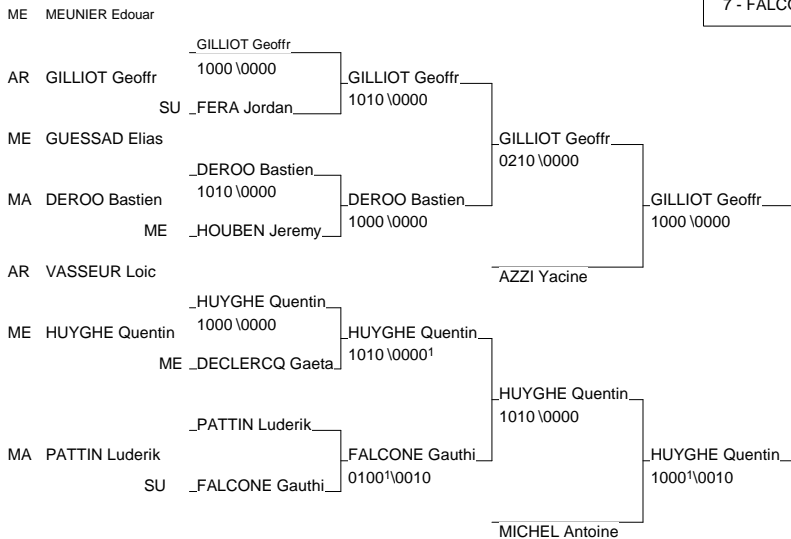 7 - FALCO
ME MEUNIER Edouar
GILLIOT Geoffr
1000 \0000
AR GILLIOT Geoffr
GILLIOT Geoffr
1010 \0000
SU FERA Jordan
ME GUESSAD Elias
GILLIOT Geoffr
0210 \0000
DEROO Bastien
1010 \0000
MA DEROO Bastien
DEROO Bastien
1000 \0000
GILLIOT Geoffr
1000 \0000
ME HOUBEN Jeremy
AR VASSEUR Loic
AZZI Yacine
HUYGHE Quentin
1000 \0000
ME HUYGHE Quentin
HUYGHE Quentin
1010 \0000¹
ME DECLERCQ Gaeta
HUYGHE Quentin
1010 \0000
PATTIN Luderik
MA PATTIN Luderik
FALCONE Gauthi
0100¹\0010
HUYGHE Quentin
1000¹\0010
SU FALCONE Gauthi
MICHEL Antoine